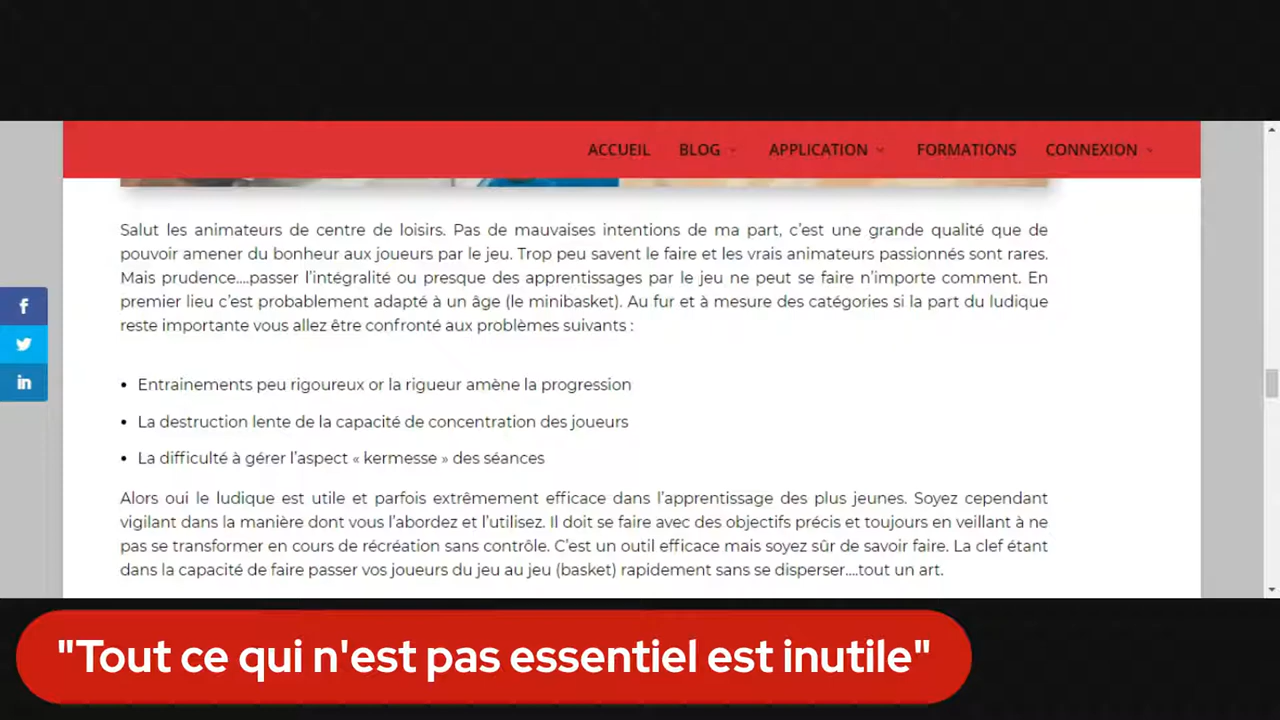 ACCUEIL BLOG APPLICATION FORMATIONS CONNEXION
Salut les animateurs de centre de loisirs. Pas de mauvaises intentions de ma part, c'est une grande qualité que de
pouvoir amener du bonheur aux joueurs par le jeu. Trop peu savent le faire et les vrais animateurs passionnés sont rares.
Mais prudence....passer l'intégralité ou presque des apprentissages par le jeu ne peut se faire n'importe comment. En
premier lieu c'est probablement adapté à un âge (le minibasket). Au fur et à mesure des catégories si la part du ludique
reste importante vous allez être confronté aux problèmes suivants :
• Entrainements peu rigoureux or la rigueur amène la progression
• La destruction lente de la capacité de concentration des joueurs
• La difficulté à gérer l'aspect « kermesse » des séances
Alors oui le ludique est utile et parfois extrêmement efficace dans l'apprentissage des plus jeunes. Soyez cependant
vigilant dans la manière dont vous l'abordez et l'utilisez. Il doit se faire avec des objectifs précis et toujours en veillant à ne
pas se transformer en cours de récréation sans contrôle. C'est un outil efficace mais soyez sûr de savoir faire. La clef étant
dans la capacité de faire passer vos joueurs du jeu au jeu (basket) rapidement sans se disperser....tout un art.
f
in
"Tout ce qui n'est pas essentiel est inutile"